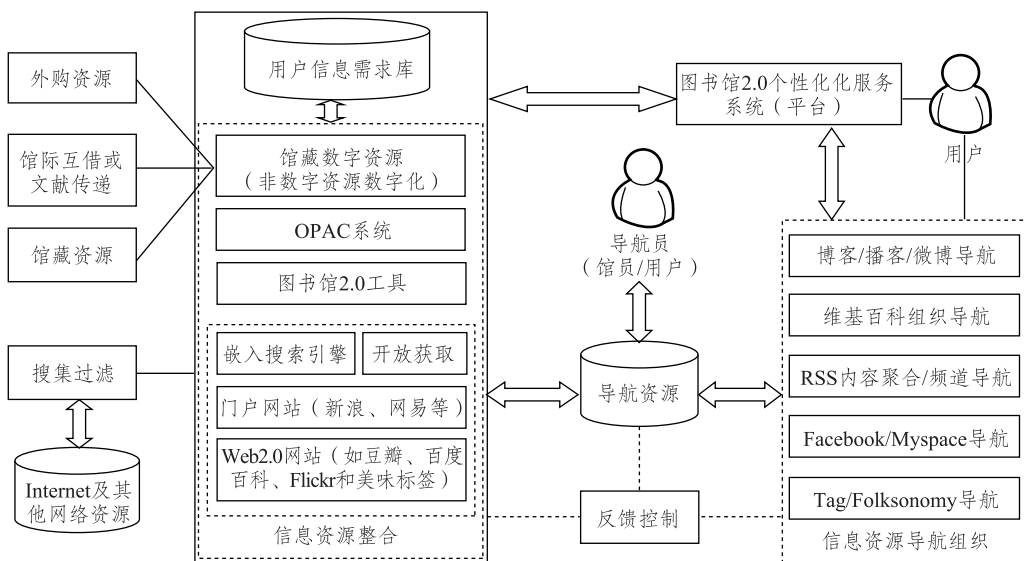 外购资源
馆际互借或
文献传递
馆藏资源
搜集过滤
Internet及其
他网络资源
用户信息需求库
馆藏数字资源
（非数字资源数字化）
OPAC系统
图书馆2.0工具
嵌入搜索引擎
开放获取
门户网站（新浪、网易等）
Web2.0网站（如豆瓣、百度
百科、Flickr和美味标签）
信息资源整合
导航员
（馆员/用户）
导航资源
反馈控制
图书馆2.0个性化化服务
系统（平台）
用户
博客/播客/微博导航
维基百科组织导航
RSS内容聚合/频道导航
Facebook/Myspace导航
Tag/Folksonomy导航
信息资源导航组织